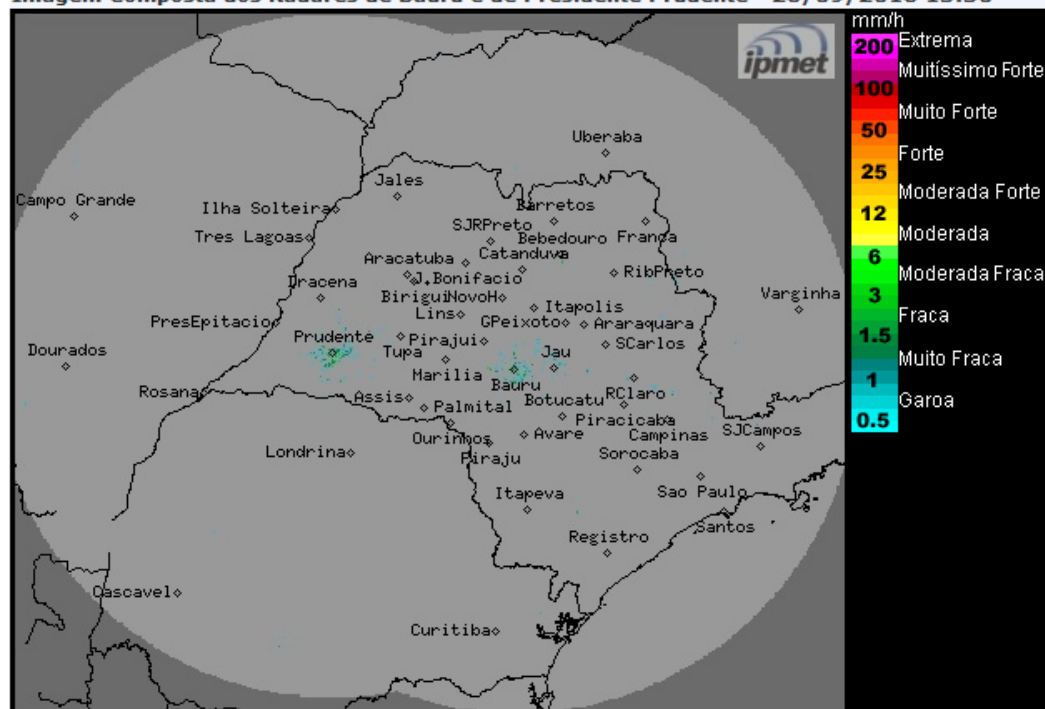 Imagem Composta dos Radares de Bauru e de Presidente Prudente - 
mm/h
ipmet
200 Extrema
Muitíssimo Forte
100
Muito Forte
50
Forte
25
Moderada Forte
12
Moderada
6
Moderada Fraca
3
Fraca
1.5
Muito Fraca
1
Garoa
0.5
Uberaba
Jales
Campo Grande
Ilha Solteira
Barretos
SJRPreto
Tres Lagoas
Bebedouro Franca
Catanduva
Aracatuba
J.Bonifacio
RibPreto
Dracena
Birigui NovoH
Varginha
Itapolis
Lins
PresEpitacio
GPeixoto Araraquara
Prudente
Pirajui
SCarlos
Dourados
Tupa
Jau
Marilia
Bauru
Rosana
RClaro
Assis
Botucatu
Palmital
Piracicaba
SJCampos
Ourinhos
Avare
Campinas
Londrina
Piraju
Sorocaba
Itapeva
Sao Paulo
Santos
Registro
Cascavel
Curitiba